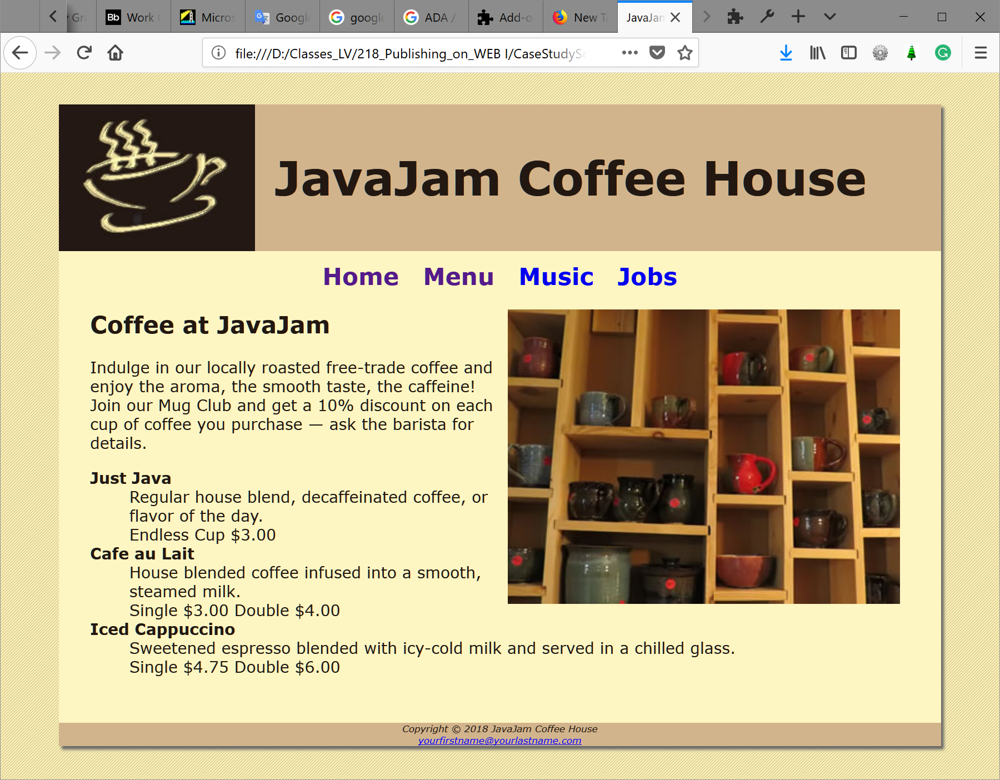 Bb Work
Micros
Google
google
ADA /
Add-o
New
JavaJam
file:///D:/Classes_LV/218_Publishing_on_WEB I/CaseStudy
JavaJam Coffee House
Home Menu Music Jobs
Coffee at JavaJam
Indulge in our locally roasted free-trade coffee and
enjoy the aroma, the smooth taste, the caffeine!
Join our Mug Club and get a 10% discount on each
cup of coffee you purchase — ask the barista for
details.
Just Java
Regular house blend, decaffeinated coffee, or
flavor of the day.
Endless Cup $3.00
Cafe au Lait
House blended coffee infused into a smooth,
steamed milk.
Single $3.00 Double $4.00
Iced Cappuccino
Sweetened espresso blended with icy-cold milk and served in a chilled glass.
Single $4.75 Double $6.00
Copyright © 2018 JavaJam Coffee House
yourfirstname@yourlastname.com